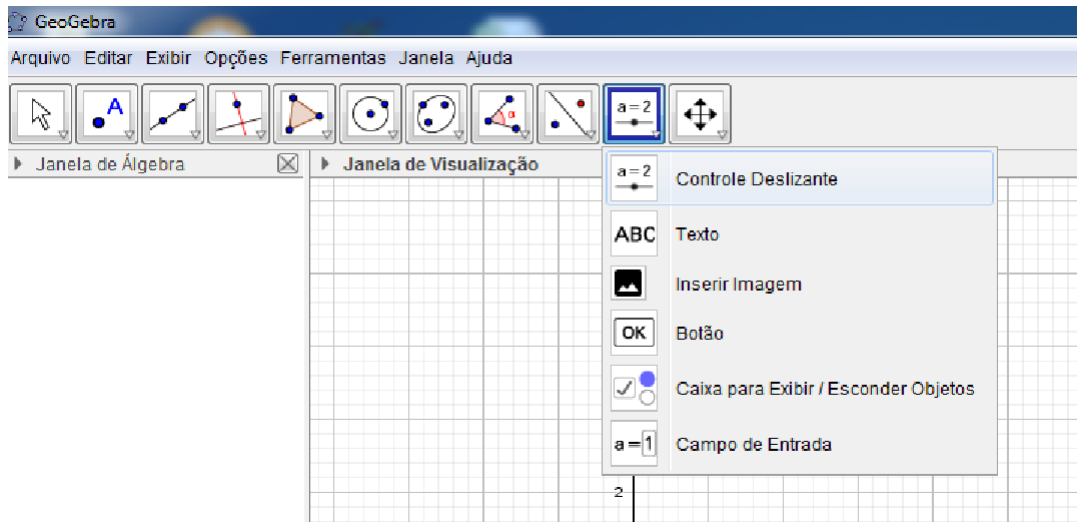 GeoGebra
Arquivo Editar Exibir Opções Ferramentas Janela Ajuda
A
α
a=2
Janela de Álgebra
Janela de Visualização
a=2 Controle Deslizante
ABC Texto
Inserir Imagem
OK Botão
Caixa para Exibir / Esconder Objetos
a=1 Campo de Entrada
2